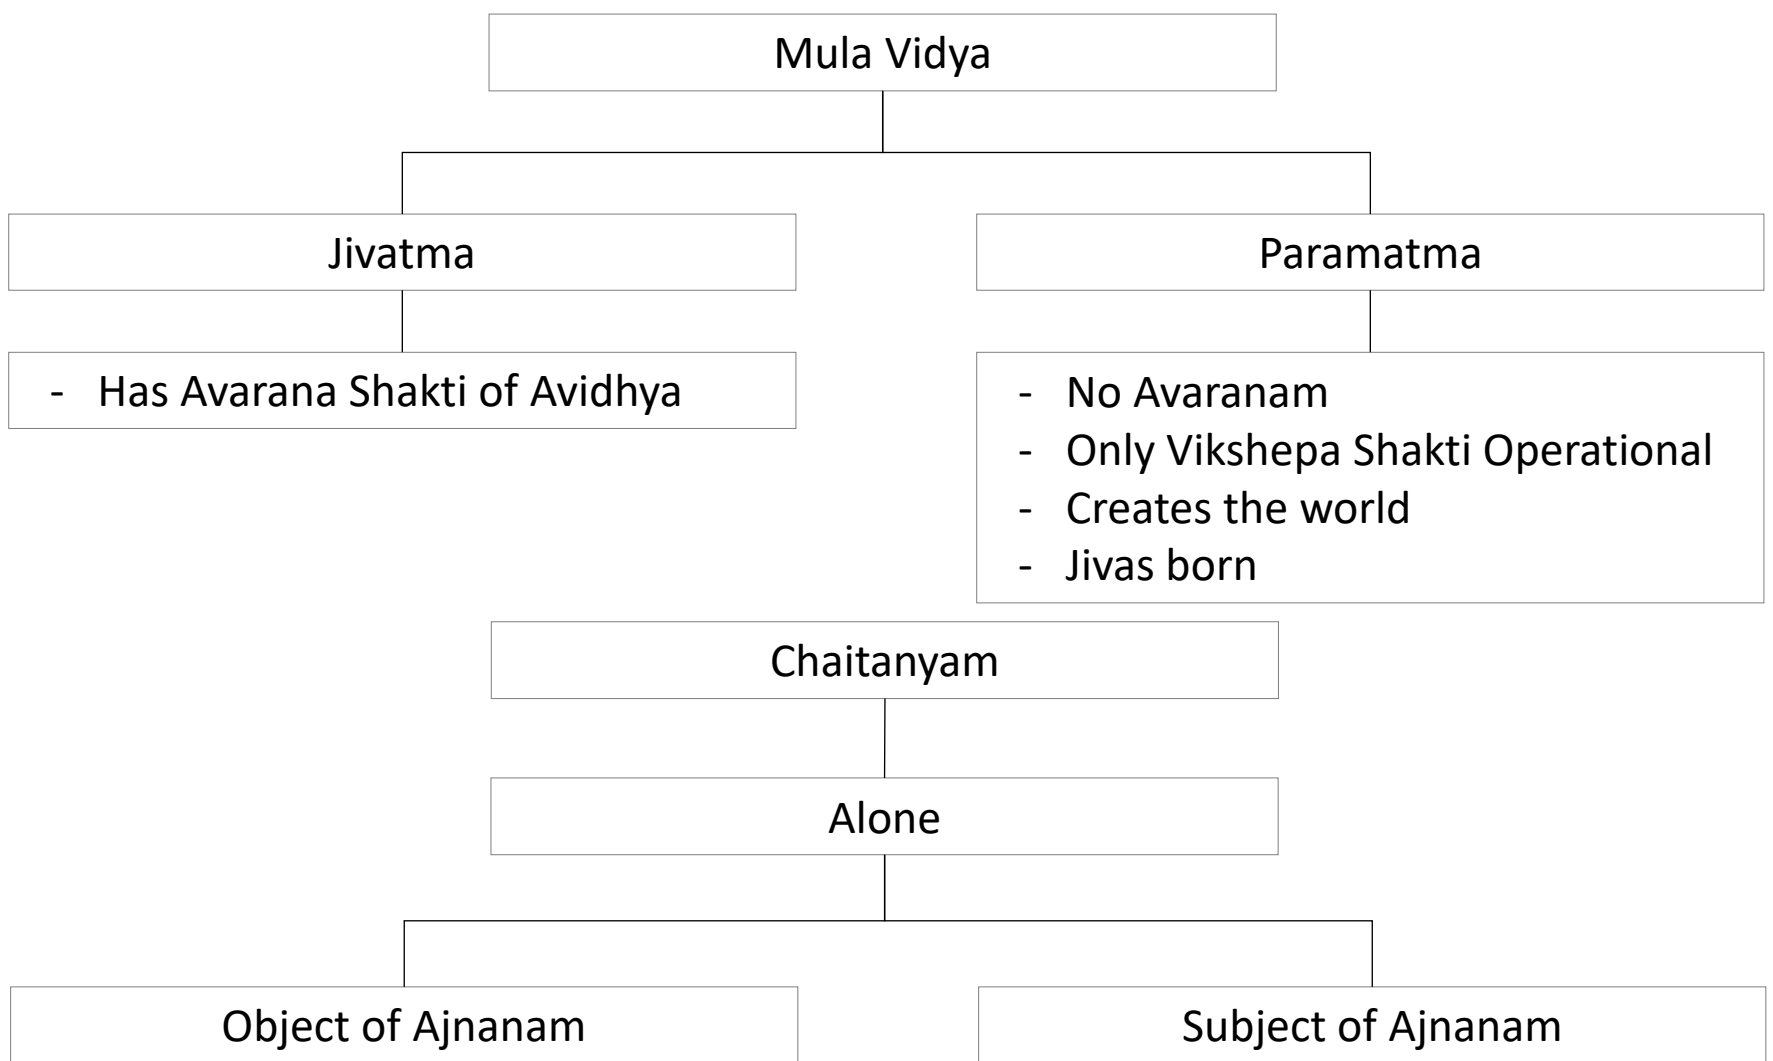 Mula Vidya
Jivatma
Paramatma
- Has Avarana Shakti of Avidhya
- No Avaranam
- Only Vikshepa Shakti Operational
- Creates the world
- Jivas born
Chaitanyam
Alone
Object of Ajnanam
Subject of Ajnanam